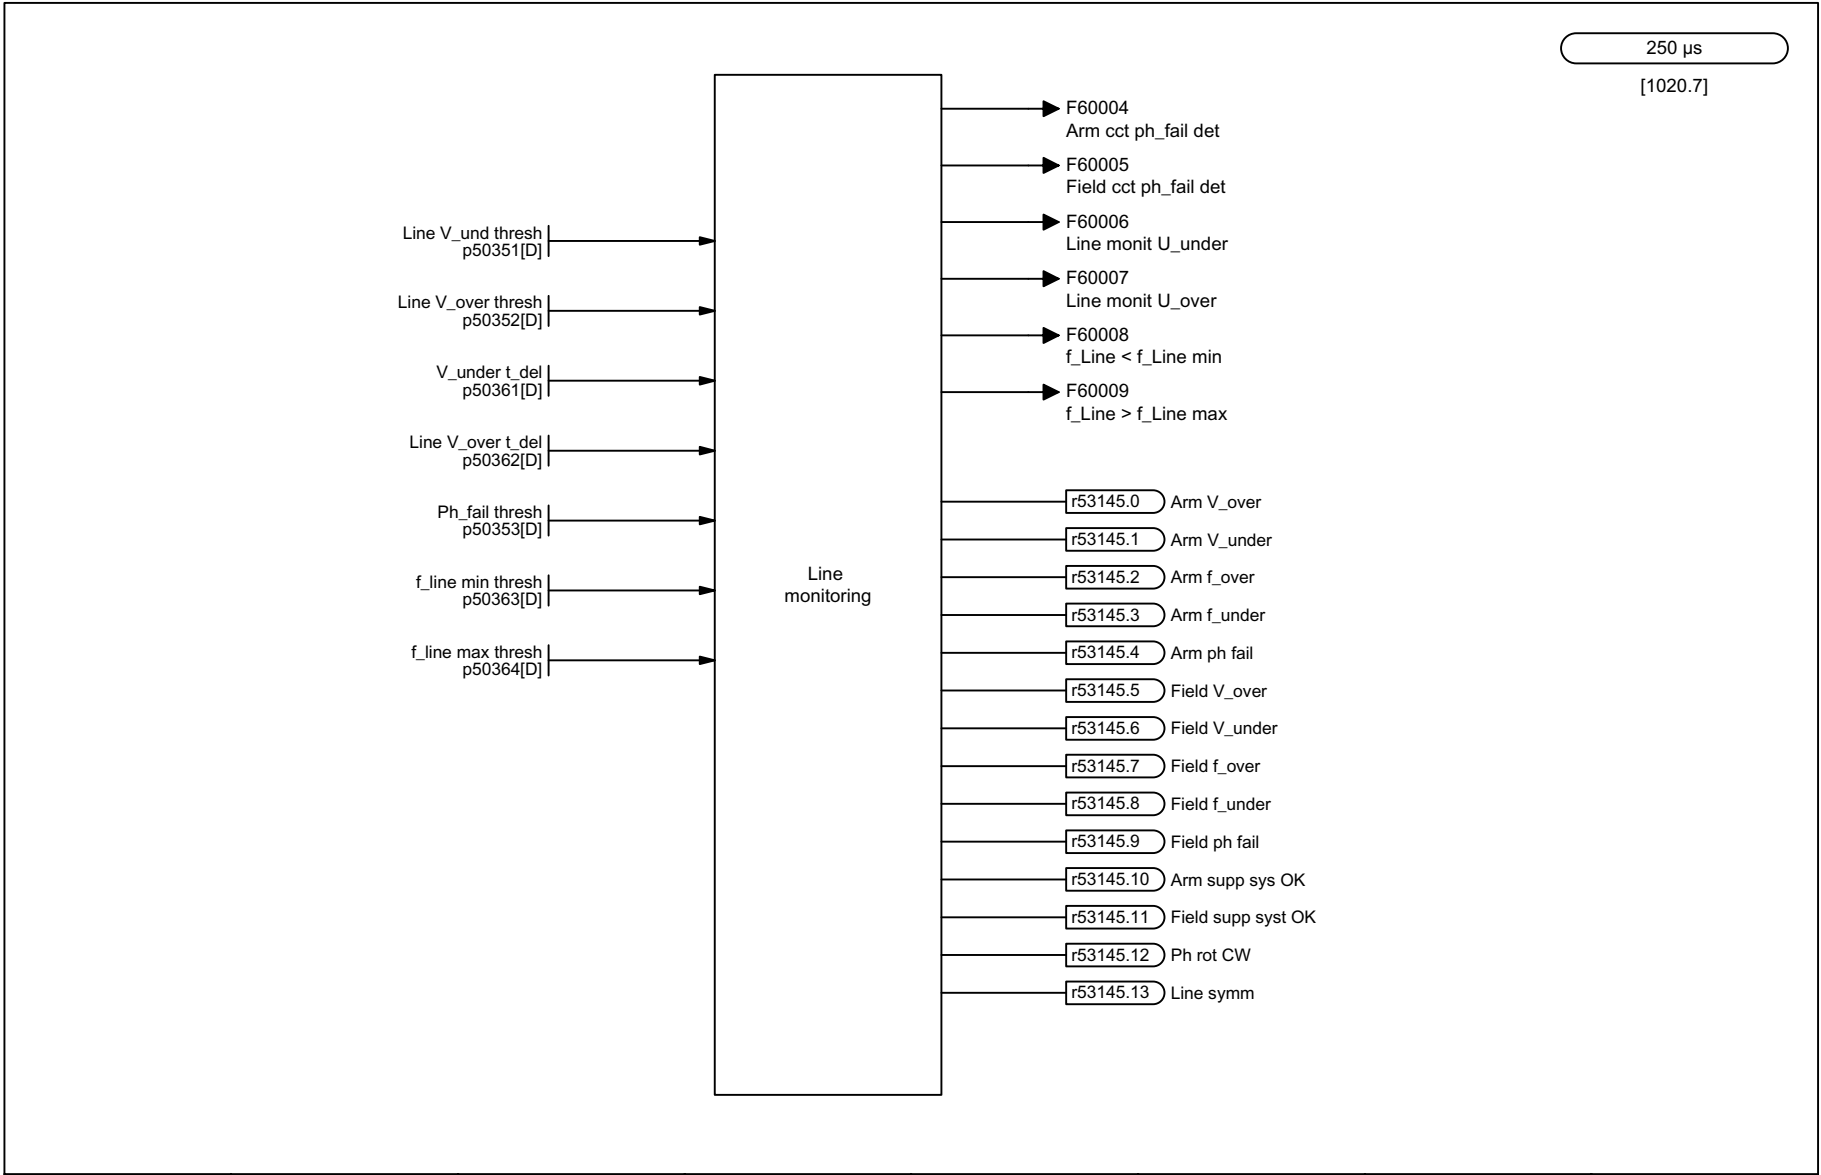 250 µs
[1020.7]
Line V_und thresh
p50351[D]
Line V_over thresh
p50352[D]
V_under t_del
p50361[D]
Line V_over t_del
p50362[D]
Ph_fail thresh
p50353[D]
f_line min thresh
p50363[D]
f_line max thresh
p50364[D]
Line
monitoring
F60004
Arm cct ph_fail det
F60005
Field cct ph_fail det
F60006
Line monit U_under
F60007
Line monit U_over
F60008
f_Line < f_Line min
F60009
f_Line > f_Line max
r53145.0 Arm V_over
r53145.1 Arm V_under
r53145.2 Arm f_over
r53145.3 Arm f_under
r53145.4 Arm ph fail
r53145.5 Field V_over
r53145.6 Field V_under
r53145.7 Field f_over
r53145.8 Field f_under
r53145.9 Field ph fail
r53145.10 Arm supp sys OK
r53145.11 Field supp syst OK
r53145.12 Ph rot CW
r53145.13 Line symm